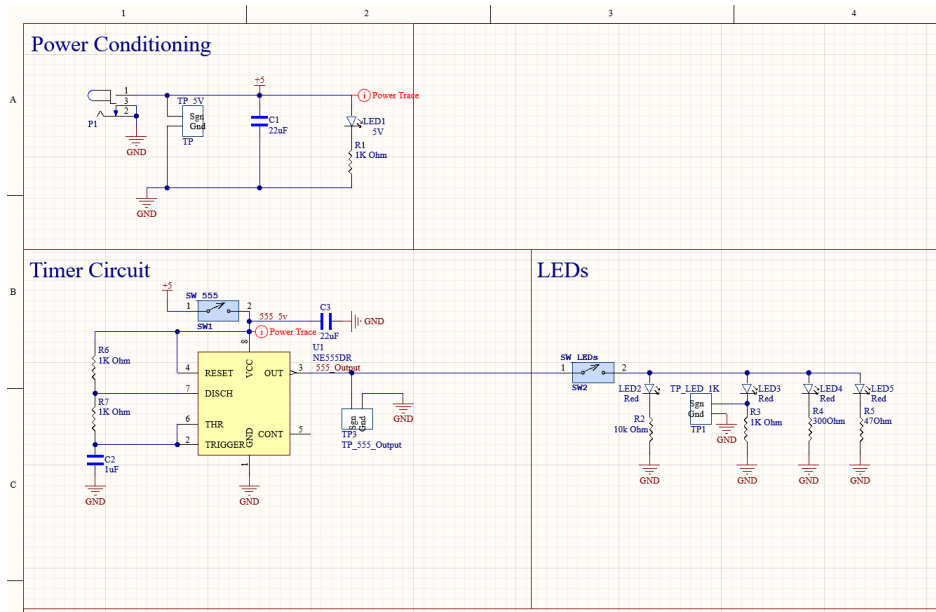 1 2 3 4
A
B
C
Power Conditioning
+5
1
3
2
P1
GND
TP_5V
Sgn
Gnd
TP
C1
22uF
i Power Trace
LED1
5V
R1
1K Ohm
GND
Timer Circuit
+5
SW_555
1 2
SW1
555_5v
C3
22uF
GND
i Power Trace
U1
NE555DR
555_Output
8
VCC
4 RESET OUT 3
7 DISCH
6 THR
2 TRIGGER
CONT 5
GND
1
GND
R6
1K Ohm
R7
1K Ohm
C2
1uF
GND
Sgn
Gnd
TP3
TP_555_Output
GND
LEDs
SW_LEDs
1 2
SW2
LED2
Red
R2
10k Ohm
GND
TP_LED_1K
Sgn
Gnd
TP1
GND
LED3
Red
R3
1K Ohm
GND
LED4
Red
R4
300Ohm
GND
LED5
Red
R5
47Ohm
GND